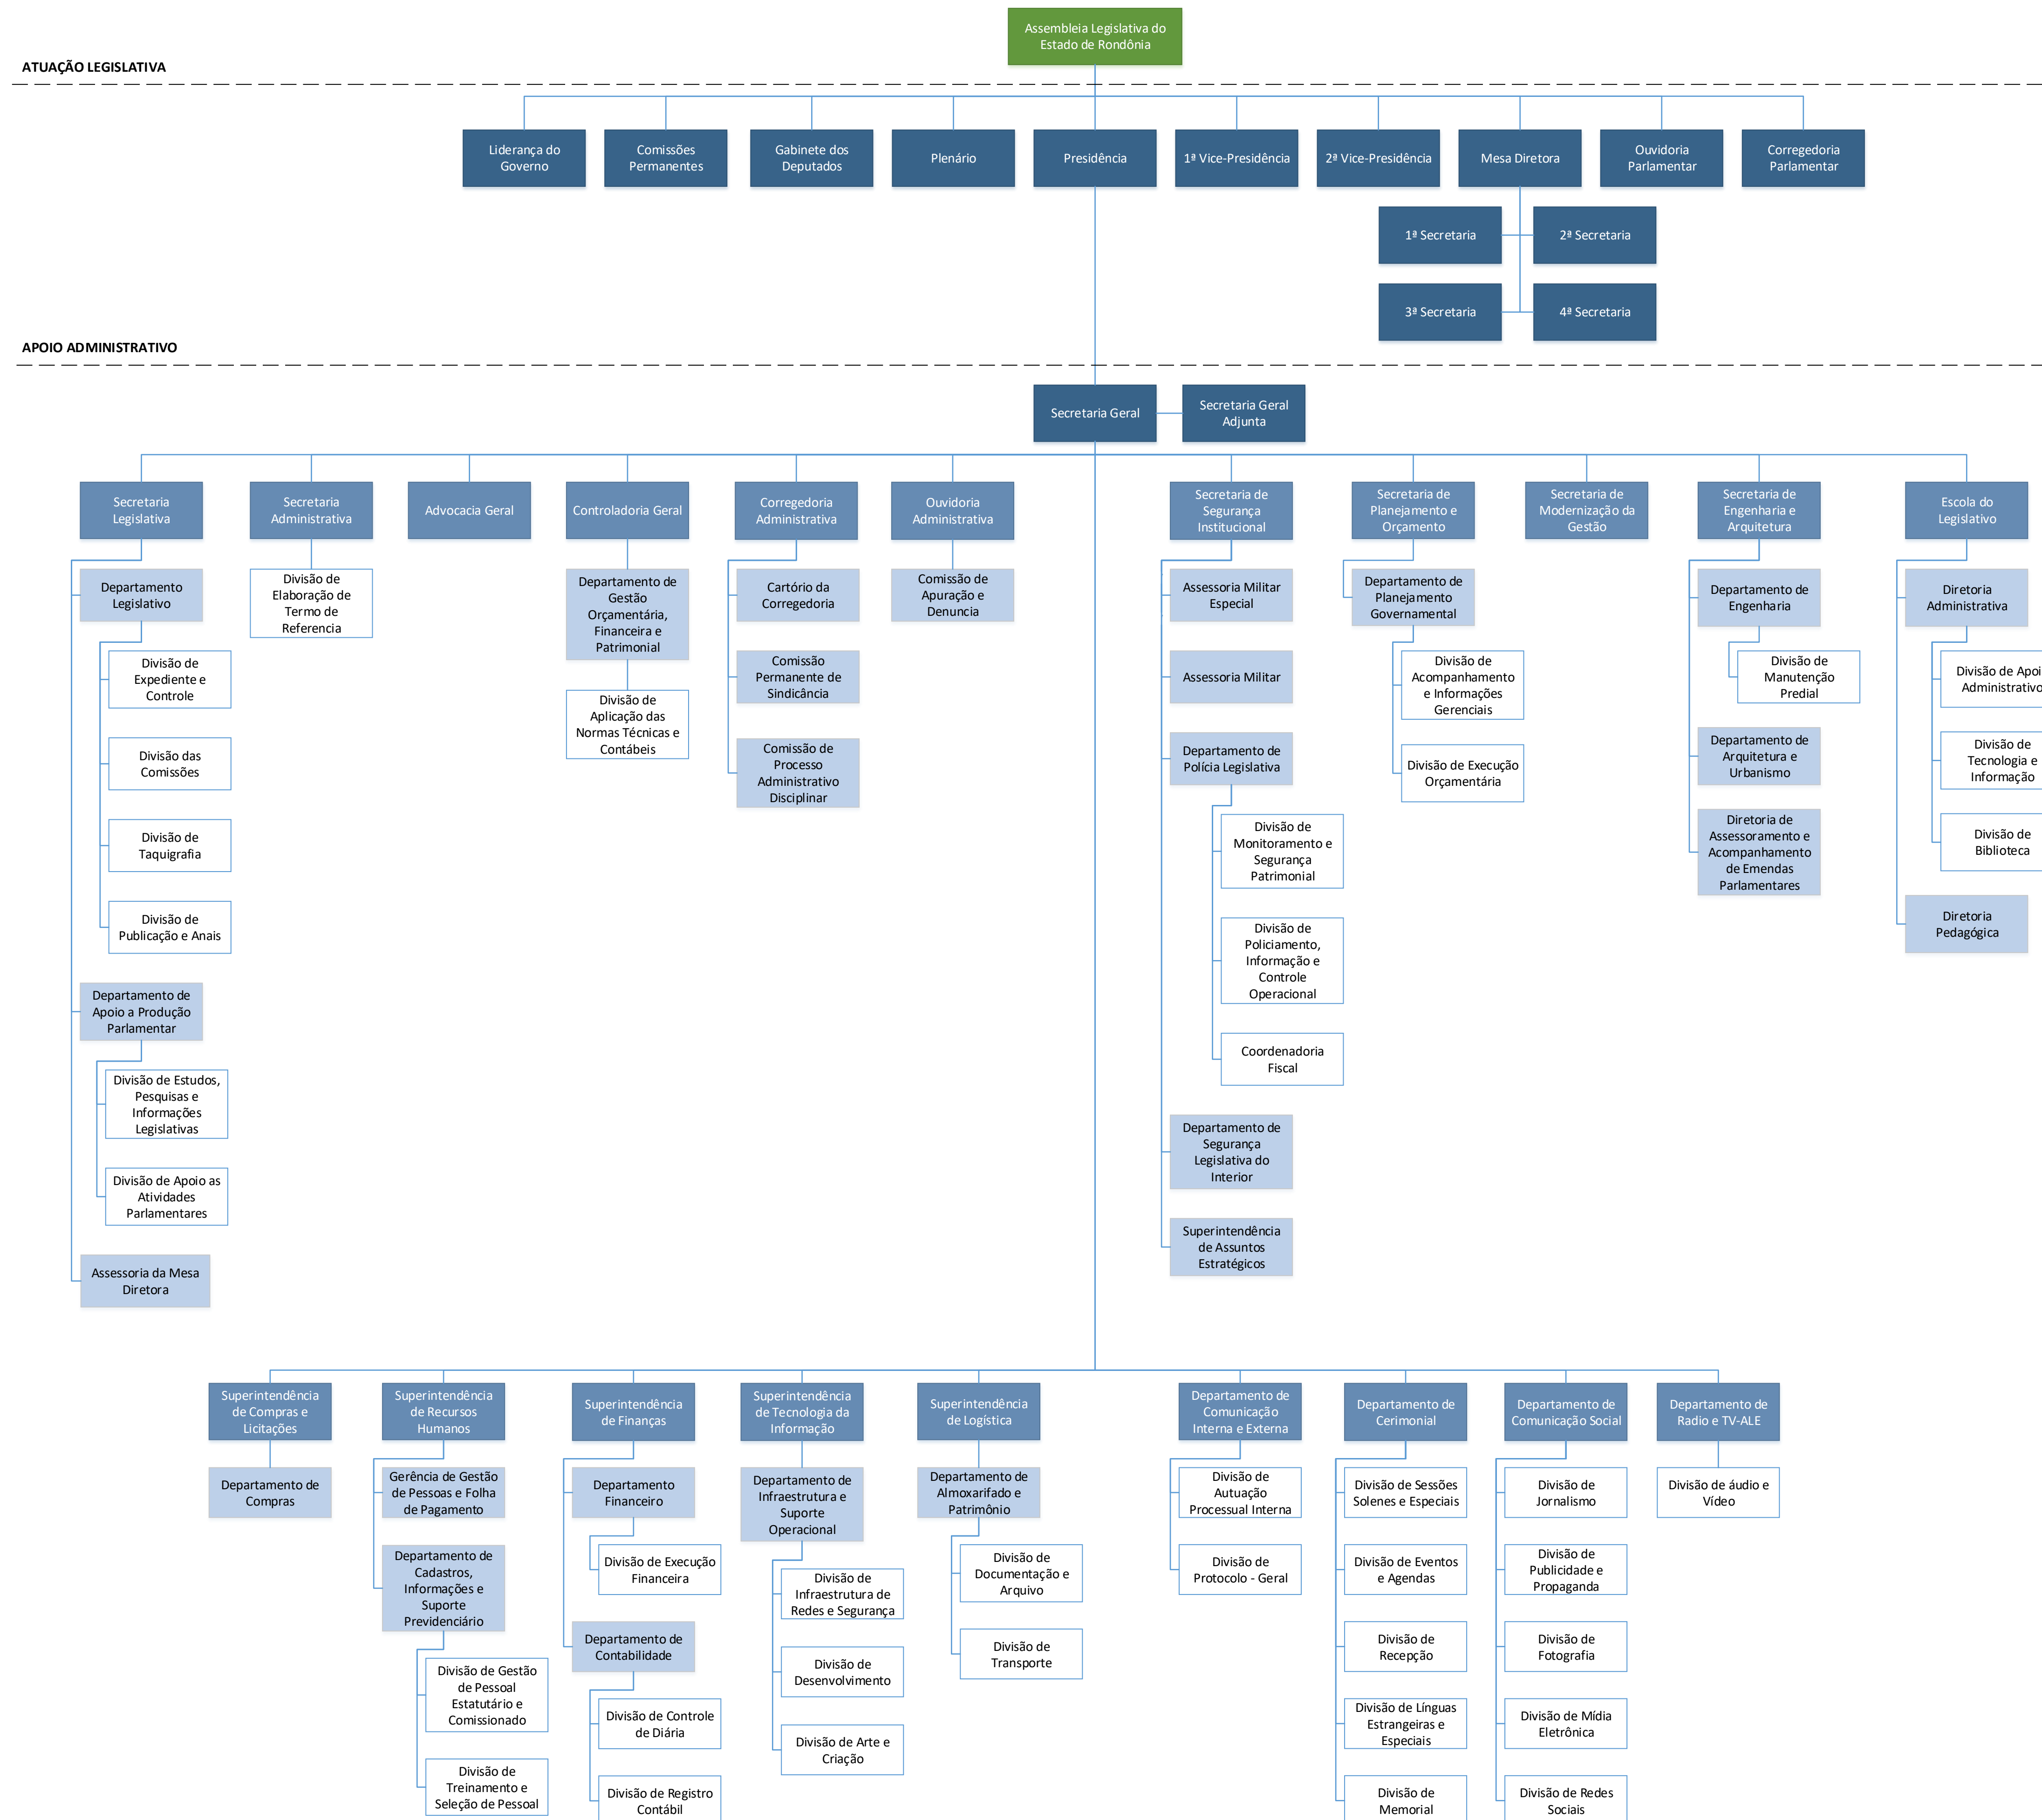 Assembleia Legislativa do
Estado de Rondônia
ATUAÇÃO LEGISLATIVA
Liderança do
Governo
Comissões
Permanentes
Gabinete dos
Deputados
Plenário
Presidência
1ª Vice-Presidência
2ª Vice-Presidência
Mesa Diretora
Ouvidoria
Parlamentar
Corregedoria
Parlamentar
1ª Secretaria
2ª Secretaria
3ª Secretaria
4ª Secretaria
APOIO ADMINISTRATIVO
Secretaria Geral
Secretaria Geral
Adjunta
Secretaria
Legislativa
Secretaria
Administrativa
Advocacia Geral
Controladoria Geral
Corregedoria
Administrativa
Ouvidoria
Administrativa
Secretaria de
Segurança
Institucional
Secretaria de
Planejamento e
Orçamento
Secretaria de
Modernização da
Gestão
Secretaria de
Engenharia e
Arquitetura
Escola do
Legislativo
Departamento
Legislativo
Divisão de
Expediente e
Controle
Divisão das
Comissões
Divisão de
Taquigrafia
Divisão de
Publicação e Anais
Departamento de
Apoio a Produção
Parlamentar
Divisão de Estudos,
Pesquisas e
Informações
Legislativas
Divisão de Apoio as
Atividades
Parlamentares
Assessoria da Mesa
Diretora
Divisão de
Elaboração de
Termo de
Referencia
Departamento de
Gestão
Orçamentária,
Financeira e
Patrimonial
Divisão de
Aplicação das
Normas Técnicas e
Contábeis
Cartório da
Corregedoria
Comissão
Permanente de
Sindicância
Comissão de
Processo
Administrativo
Disciplinar
Comissão de
Apuração e
Denuncia
Assessoria Militar
Especial
Assessoria Militar
Departamento de
Polícia Legislativa
Divisão de
Monitoramento e
Segurança
Patrimonial
Divisão de
Policiamento,
Informação e
Controle
Operacional
Coordenadoria
Fiscal
Departamento de
Segurança
Legislativa do
Interior
Superintendência
de Assuntos
Estratégicos
Departamento de
Planejamento
Governamental
Divisão de
Acompanhamento
e Informações
Gerenciais
Divisão de Execução
Orçamentária
Departamento de
Engenharia
Divisão de
Manutenção
Predial
Departamento de
Arquitetura e
Urbanismo
Diretoria de
Assessoramento e
Acompanhamento
de Emendas
Parlamentares
Diretoria
Administrativa
Divisão de Apoi
Administrativo
Divisão de
Tecnologia e
Informação
Divisão de
Biblioteca
Diretoria
Pedagógica
Superintendência
de Compras e
Licitações
Superintendência
de Recursos
Humanos
Superintendência
de Finanças
Superintendência
de Tecnologia da
Informação
Superintendência
de Logística
Departamento de
Comunicação
Interna e Externa
Departamento de
Cerimonial
Departamento de
Comunicação Social
Departamento de
Radio e TV-ALE
Departamento de
Compras
Gerência de Gestão
de Pessoas e Folha
de Pagamento
Departamento de
Cadastros,
Informações e
Suporte
Previdenciário
Divisão de Gestão
de Pessoal
Estatutário e
Comissionado
Divisão de
Treinamento e
Seleção de Pessoal
Departamento
Financeiro
Divisão de Execução
Financeira
Departamento de
Contabilidade
Divisão de Controle
de Diária
Divisão de Registro
Contábil
Departamento de
Infraestrutura e
Suporte
Operacional
Divisão de
Infraestrutura de
Redes e Segurança
Divisão de
Desenvolvimento
Divisão de Arte e
Criação
Departamento de
Almoxarifado e
Patrimônio
Divisão de
Documentação e
Arquivo
Divisão de
Transporte
Divisão de
Autuação
Processual Interna
Divisão de
Protocolo - Geral
Divisão de Sessões
Solenes e Especiais
Divisão de Eventos
e Agendas
Divisão de
Recepção
Divisão de Línguas
Estrangeiras e
Especiais
Divisão de
Memorial
Divisão de
Jornalismo
Divisão de
Publicidade e
Propaganda
Divisão de
Fotografia
Divisão de Mídia
Eletrônica
Divisão de Redes
Sociais
Divisão de áudio e
Vídeo